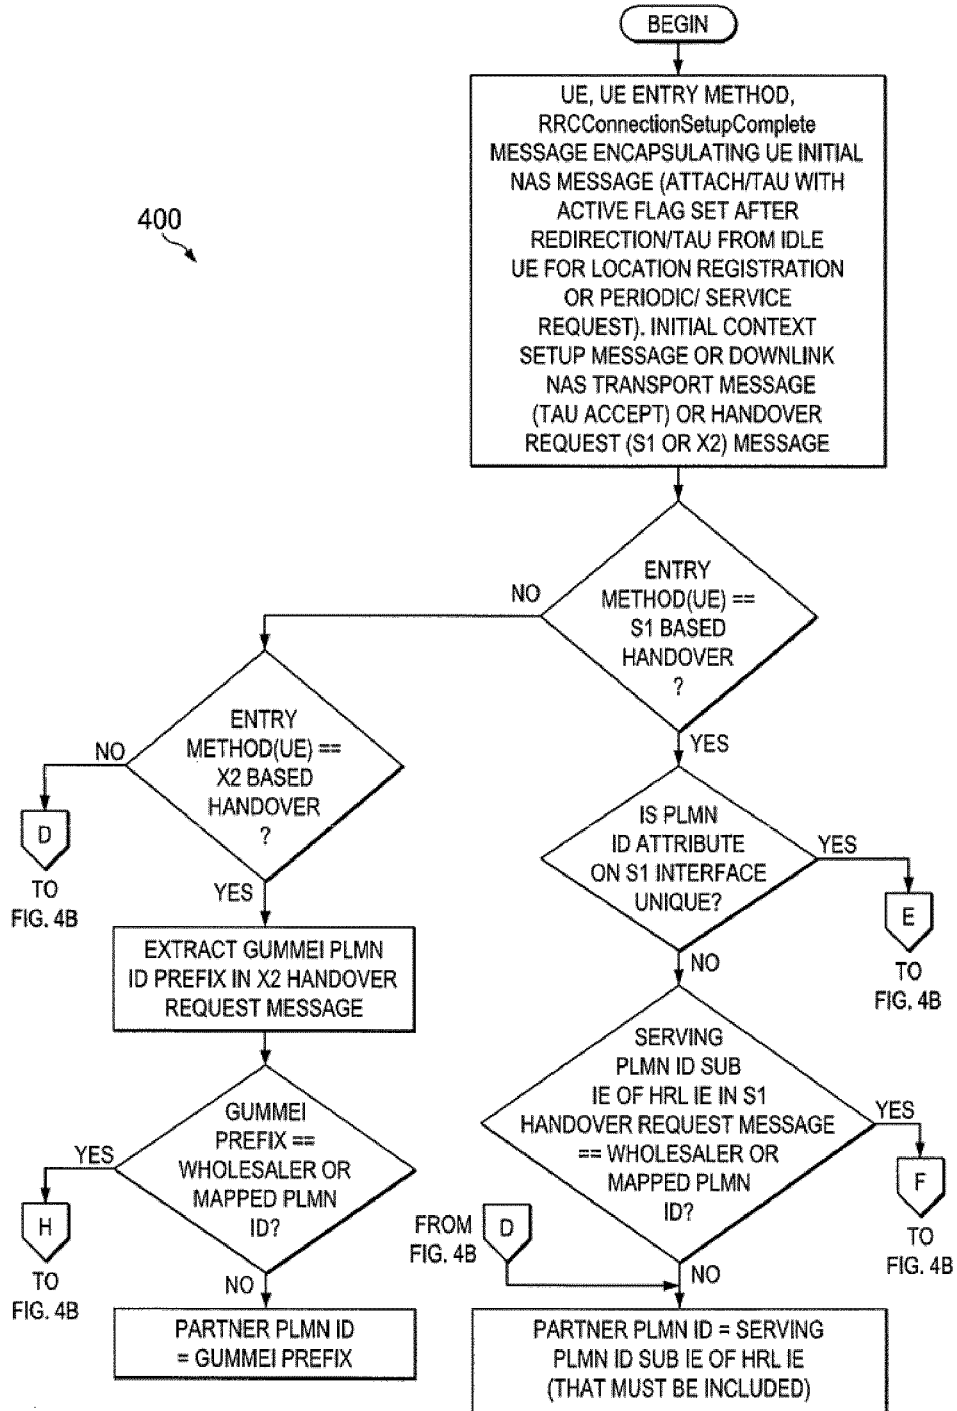 BEGIN
UE, UE ENTRY METHOD,
RRCConnectionSetupComplete
MESSAGE ENCAPSULATING UE INITIAL
NAS MESSAGE (ATTACH/TAU WITH
ACTIVE FLAG SET AFTER
REDIRECTION/TAU FROM IDLE
UE FOR LOCATION REGISTRATION
OR PERIODIC/ SERVICE
REQUEST). INITIAL CONTEXT
SETUP MESSAGE OR DOWNLINK
NAS TRANSPORT MESSAGE
(TAU ACCEPT) OR HANDOVER
REQUEST (S1 OR X2) MESSAGE
400
ENTRY
METHOD(UE) ==
S1 BASED
HANDOVER
?
NO
YES
ENTRY
METHOD(UE) ==
X2 BASED
HANDOVER
?
NO
D
TO
FIG. 4B
YES
IS PLMN
ID ATTRIBUTE
ON S1 INTERFACE
UNIQUE?
YES
E
TO
FIG. 4B
NO
EXTRACT GUMMEI PLMN
ID PREFIX IN X2 HANDOVER
REQUEST MESSAGE
SERVING
PLMN ID SUB
IE OF HRL IE IN S1
HANDOVER REQUEST MESSAGE
== WHOLESALER OR
MAPPED PLMN
ID?
YES
F
TO
FIG. 4B
GUMMEI
PREFIX ==
WHOLESALER OR
MAPPED PLMN
ID?
YES
H
TO
FIG. 4B
NO
FROM
FIG. 4B
D
NO
PARTNER PLMN ID
= GUMMEI PREFIX
PARTNER PLMN ID = SERVING
PLMN ID SUB IE OF HRL IE
(THAT MUST BE INCLUDED)